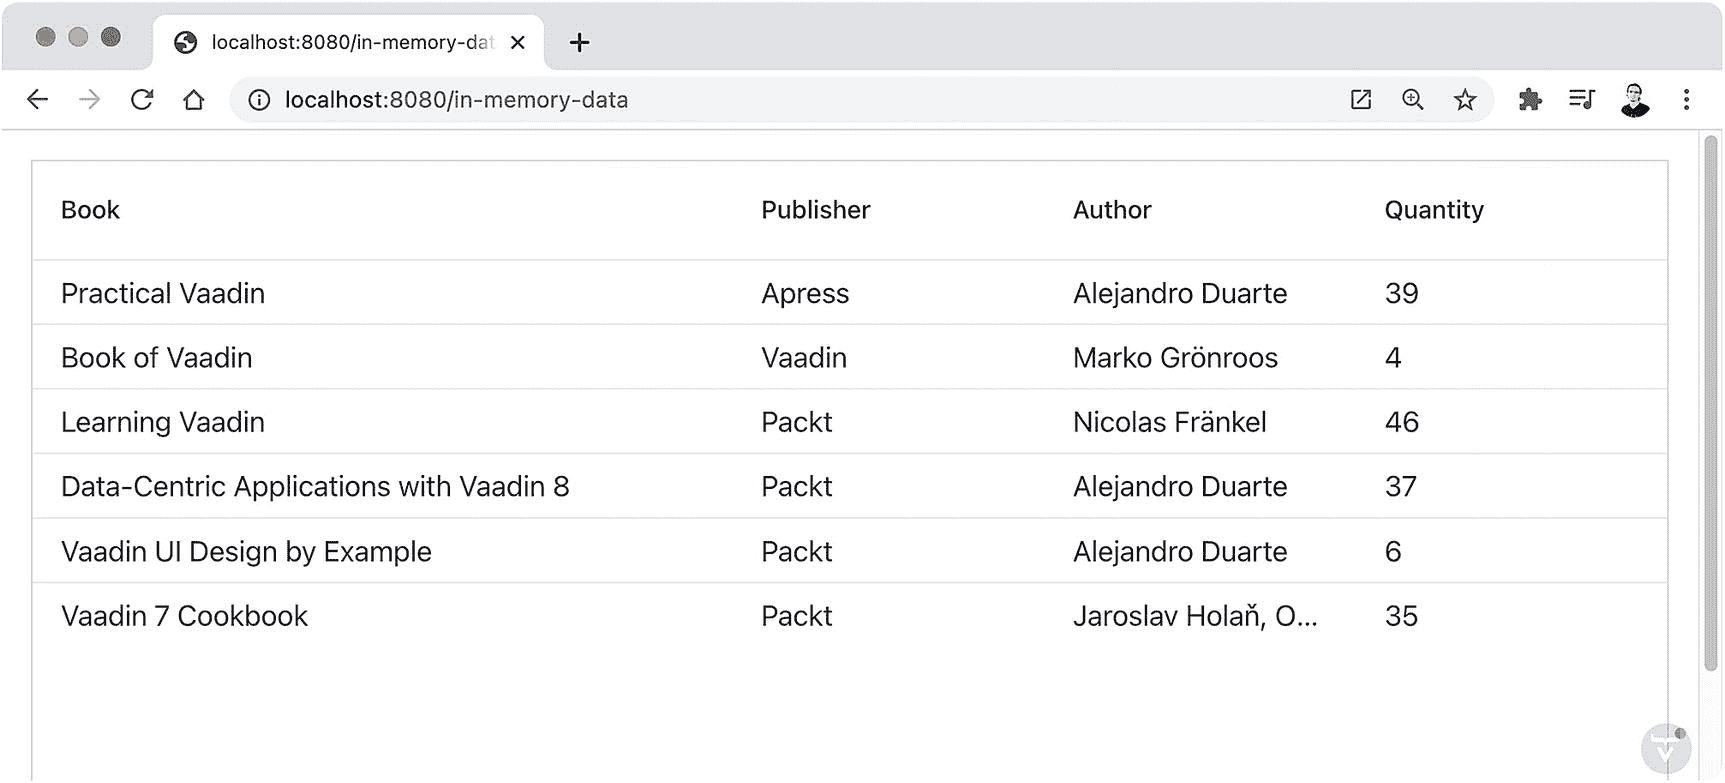 localhost:8080/in-memory-dat
localhost:8080/in-memory-data
Book Publisher Author Quantity
Practical Vaadin Apress Alejandro Duarte 39
Book of Vaadin Vaadin Marko Grönroos 4
Learning Vaadin Packt Nicolas Fränkel 46
Data-Centric Applications with Vaadin 8 Packt Alejandro Duarte 37
Vaadin UI Design by Example Packt Alejandro Duarte 6
Vaadin 7 Cookbook Packt Jaroslav Holaň, O... 35